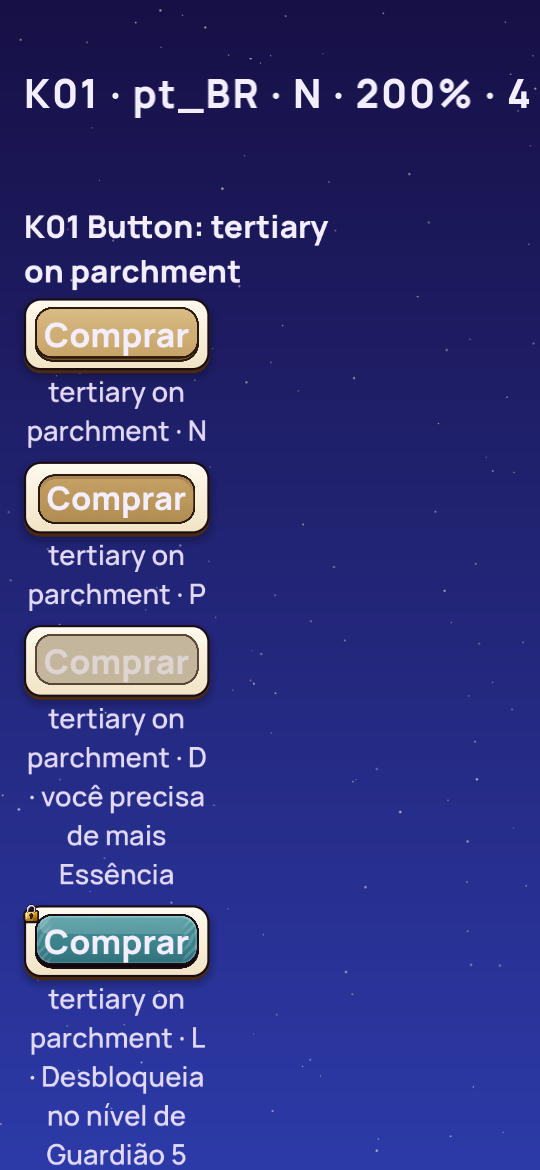 K01 · pt_BR · N · 200% · 4
K01 Button: tertiary
on parchment
Comprar
tertiary on
parchment · N
Comprar
tertiary on
parchment · P
Comprar
tertiary on
parchment · D
· você precisa
de mais
Essência
Comprar
tertiary on
parchment · L
· Desbloqueia
no nível de
Guardião 5